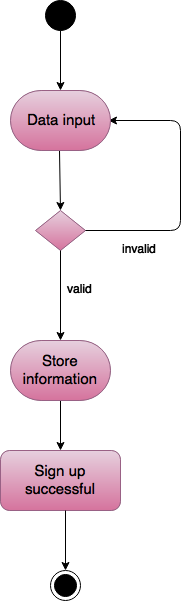 Data input
invalid
valid
Store
information
Sign up
successful